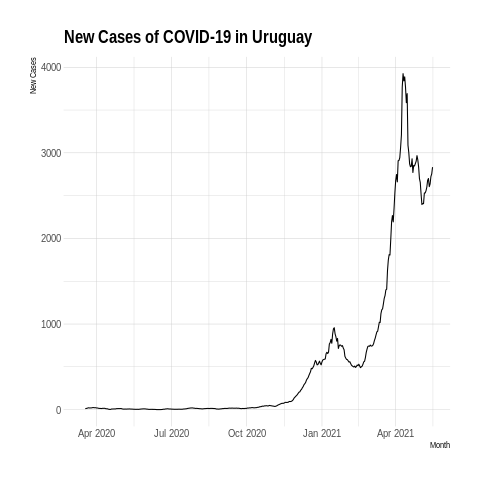 New Cases of COVID-19 in Uruguay
New Cases
4000
3000
2000
1000
0
Apr 2020 Jul 2020 Oct 2020 Jan 2021 Apr 2021
Month